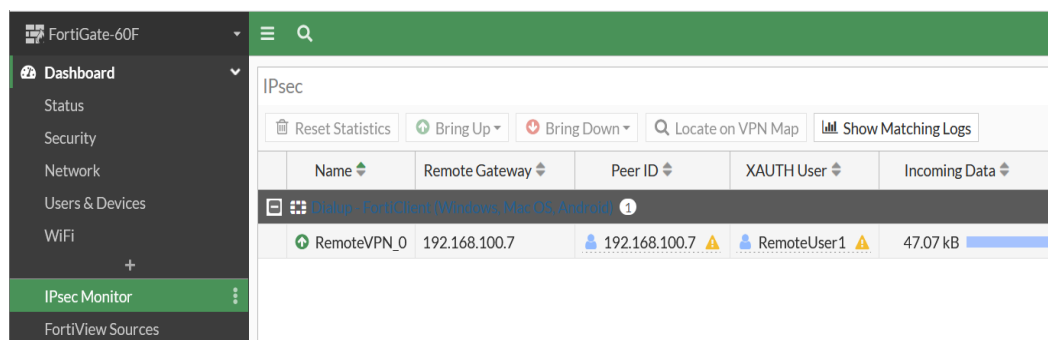 FortiGate-60F
Dashboard
Status
Security
Network
Users & Devices
WiFi
+
IPsec Monitor
FortiView Sources
IPsec
Reset Statistics Bring Up Bring Down Locate on VPN Map Show Matching Logs
Name Remote Gateway Peer ID XAUTH User Incoming Data
Dialup - FortiClient (Windows, Mac OS, Android) 1
RemoteVPN_0 192.168.100.7 192.168.100.7 RemoteUser1 47.07 kB